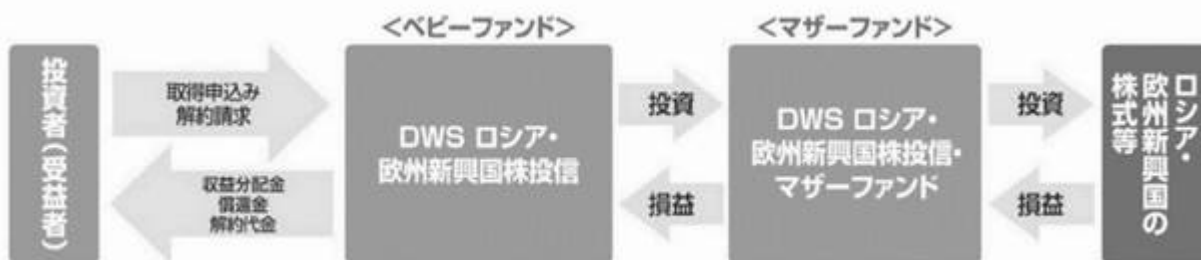 投資者（受益者）
取得申込み
解約請求
収益分配金
償還金
解約代金
＜ベビーファンド＞
DWS ロシア・
欧州新興国株投信
投資
損益
＜マザーファンド＞
DWS ロシア・
欧州新興国株投信・
マザーファンド
投資
損益
ロシア・
欧州新興国の
株式等